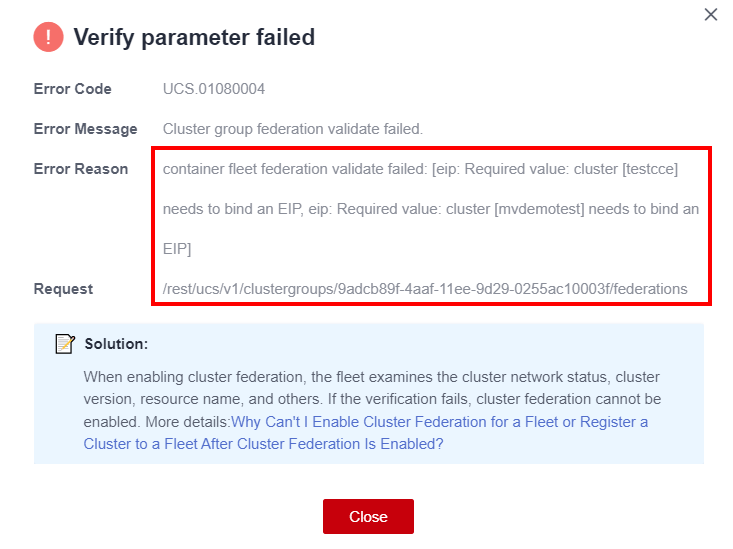 Verify parameter failed
Error Code UCS.01080004
Error Message Cluster group federation validate failed.
Error Reason container fleet federation validate failed: [eip: Required value: cluster [testcce]
needs to bind an EIP, eip: Required value: cluster [mvdemotest] needs to bind an
EIP]
Request /rest/ucs/v1/clustergroups/9adcb89f-4aaf-11ee-9d29-0255ac10003f/federations
Solution:
When enabling cluster federation, the fleet examines the cluster network status, cluster
version, resource name, and others. If the verification fails, cluster federation cannot be
enabled. More details:Why Can't I Enable Cluster Federation for a Fleet or Register a
Cluster to a Fleet After Cluster Federation Is Enabled?
Close